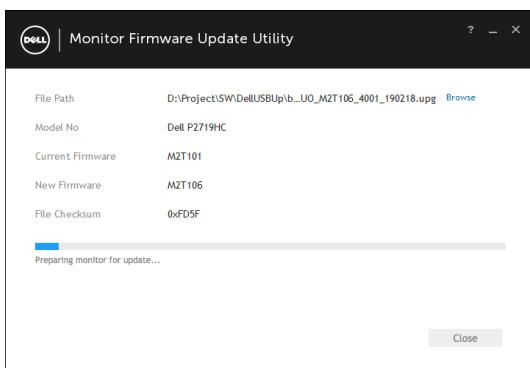 DELL Monitor Firmware Update Utility ? _ X
File Path D:\Project\SW\DellUSBUp\b...U0_M2T106_4001_190218.upg Browse
Model No Dell P2719HC
Current Firmware M2T101
New Firmware M2T106
File Checksum 0xFD5F
Preparing monitor for update...
Close